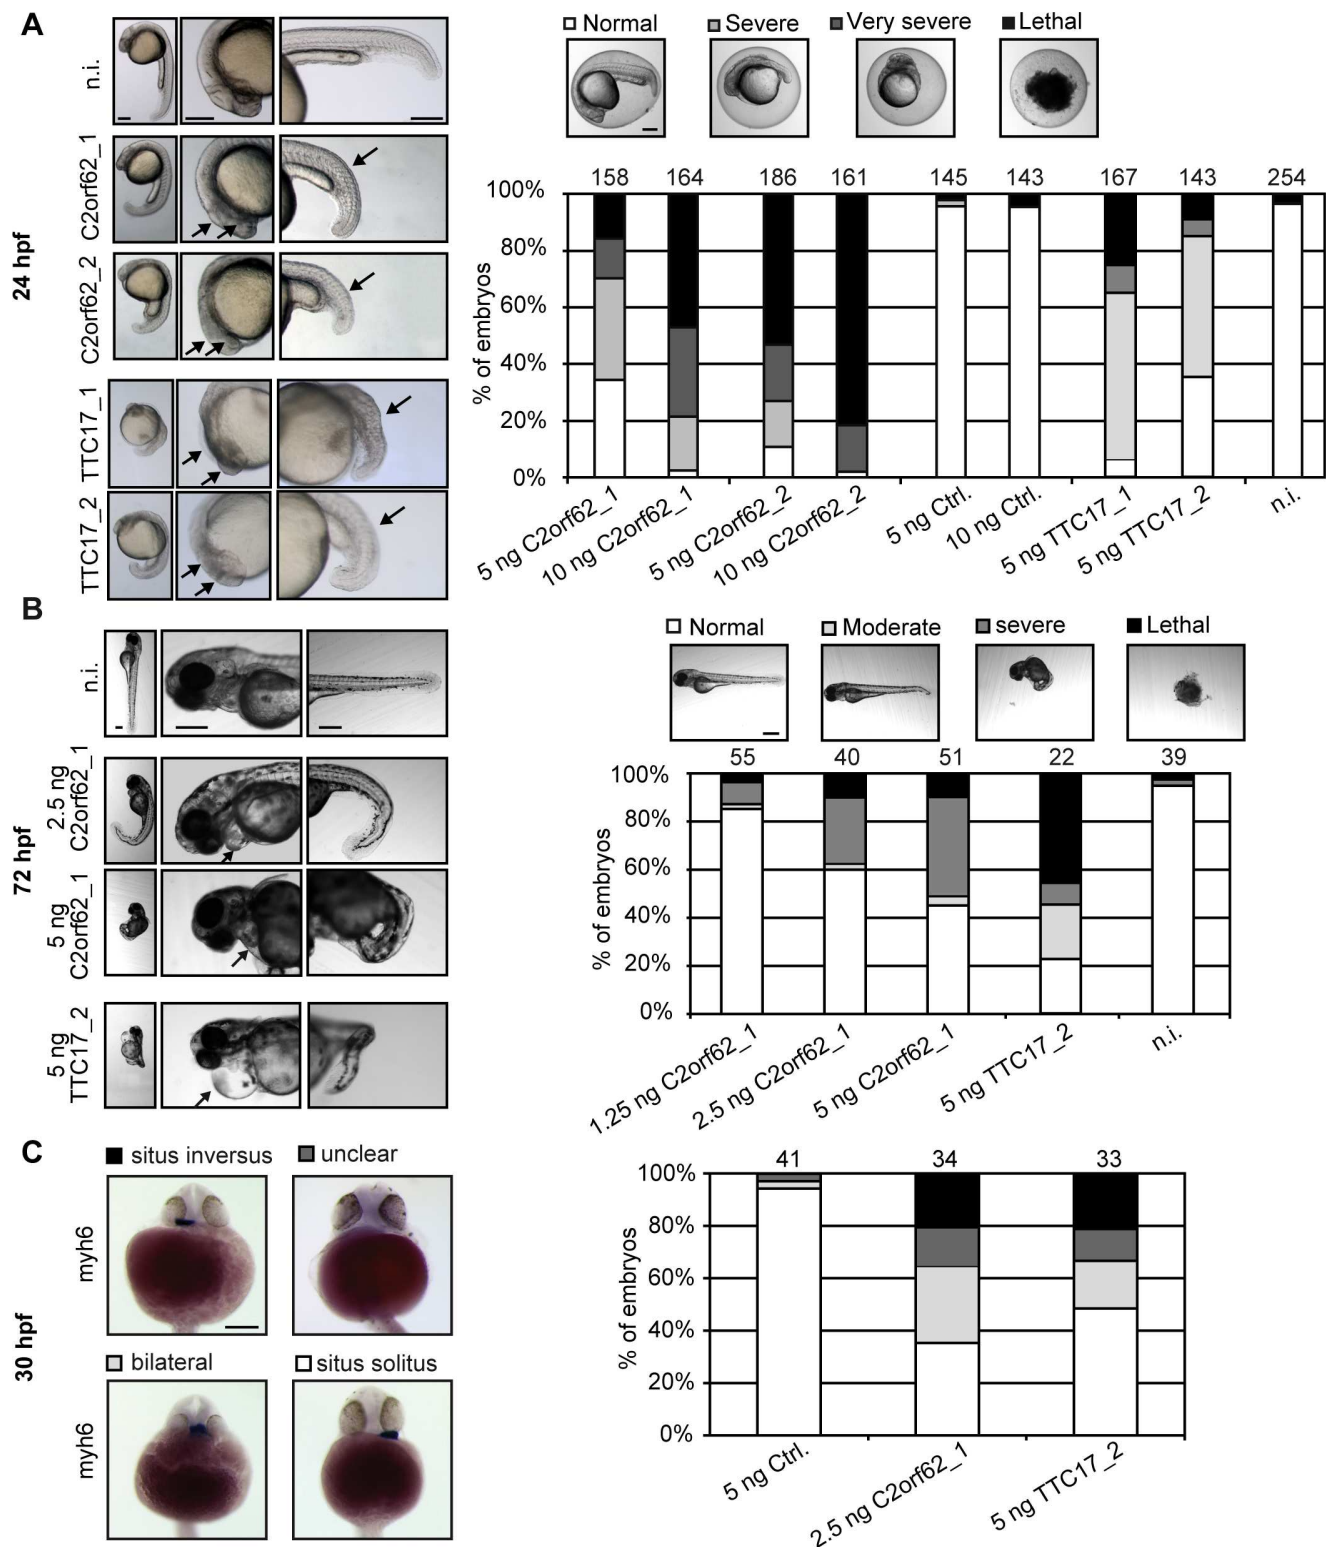 A
n.i.
C2orf62_1
C2orf62_2
TTC17_1
TTC17_2
24 hpf
Normal
Severe
Very severe
Lethal
158 164 186 161 145 143 167 143 254
100%
80%
60%
40%
20%
0%
% of embryos
5 ng C2orf62_1
10 ng C2orf62_1
5 ng C2orf62_2
10 ng C2orf62_2
5 ng Ctrl.
10 ng Ctrl.
5 ng TTC17_1
5 ng TTC17_2
n.i.
B
n.i.
2.5 ng
C2orf62_1
5 ng
C2orf62_1
5 ng
TTC17_2
72 hpf
Normal
Moderate
severe
Lethal
55 40 51 22 39
100%
80%
60%
40%
20%
0%
% of embryos
1.25 ng C2orf62_1
2.5 ng C2orf62_1
5 ng C2orf62_1
5 ng TTC17_2
n.i.
C
situs inversus
unclear
myh6
bilateral
situs solitus
myh6
30 hpf
41 34 33
100%
80%
60%
40%
20%
0%
% of embryos
5 ng Ctrl.
2.5 ng C2orf62_1
5 ng TTC17_2